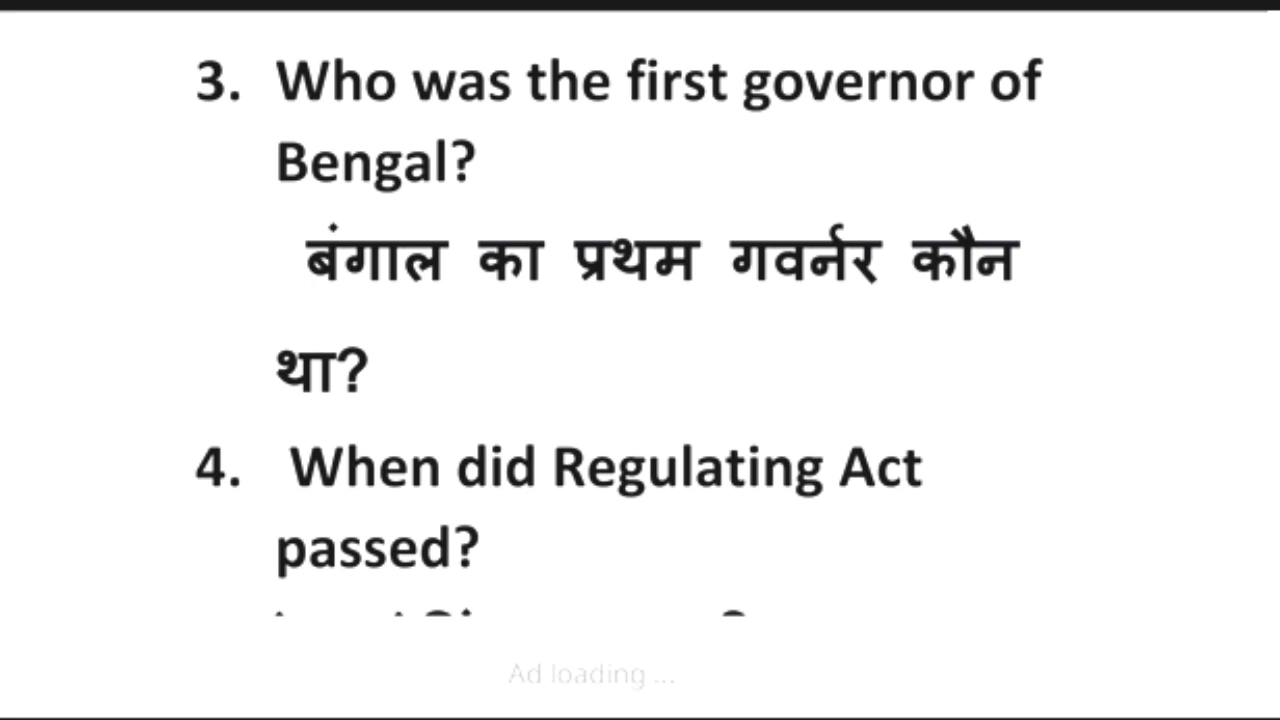 3. Who was the first governor of
Bengal?
बंगाल का प्रथम गवर्नर कौन
था?
4. When did Regulating Act
passed?
Ad loading ...